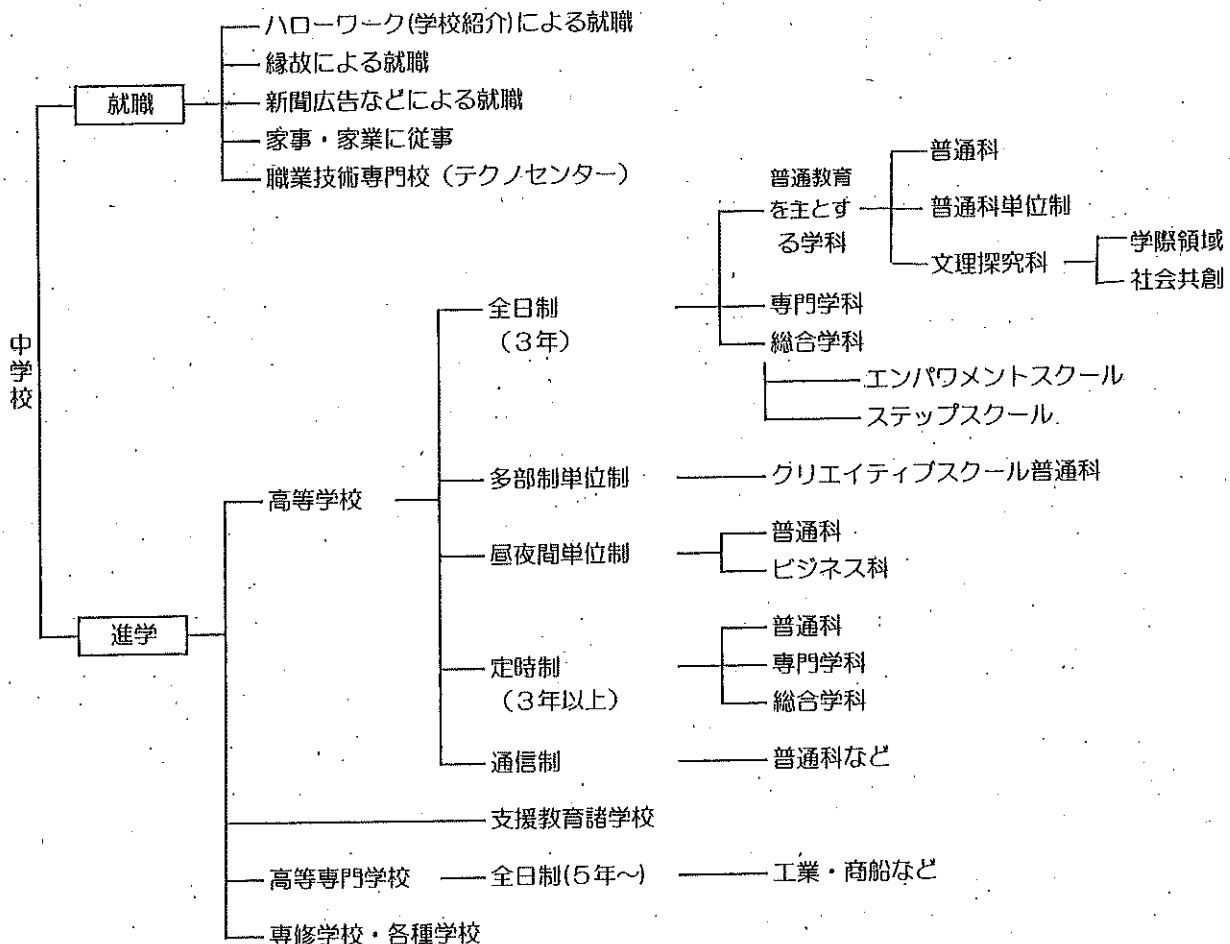 ハローワーク(学校紹介)による就職
縁故による就職
就職
新聞広告などによる就職
家事・家業に従事
職業技術専門校（テクノセンター）
普通教育
を主とす
る学科
普通科
普通科単位制
文理探究科
学際領域
社会共創
全日制
（3年）
専門学科
総合学科
エンパワメントスクール
ステップスクール
中学校
高等学校
多部制単位制
クリエイティブスクール普通科
昼夜間単位制
普通科
ビジネス科
進学
定時制
（3年以上）
普通科
専門学科
総合学科
通信制
普通科など
支援教育諸学校
高等専門学校
全日制(5年～)
工業・商船など
専修学校・各種学校